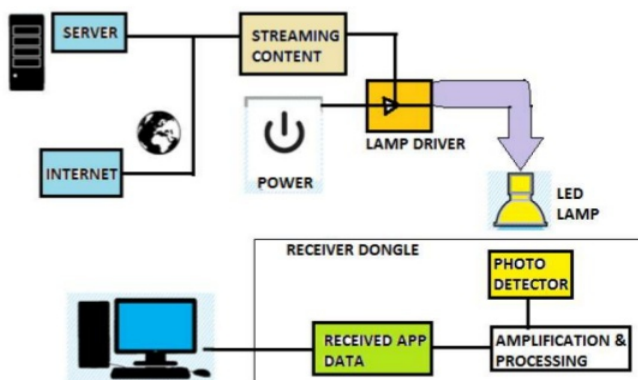 SERVER
STREAMING
CONTENT
LAMP DRIVER
POWER
INTERNET
LED
LAMP
RECEIVER DONGLE
PHOTO
DETECTOR
RECEIVED APP
DATA
AMPLIFICATION &
PROCESSING